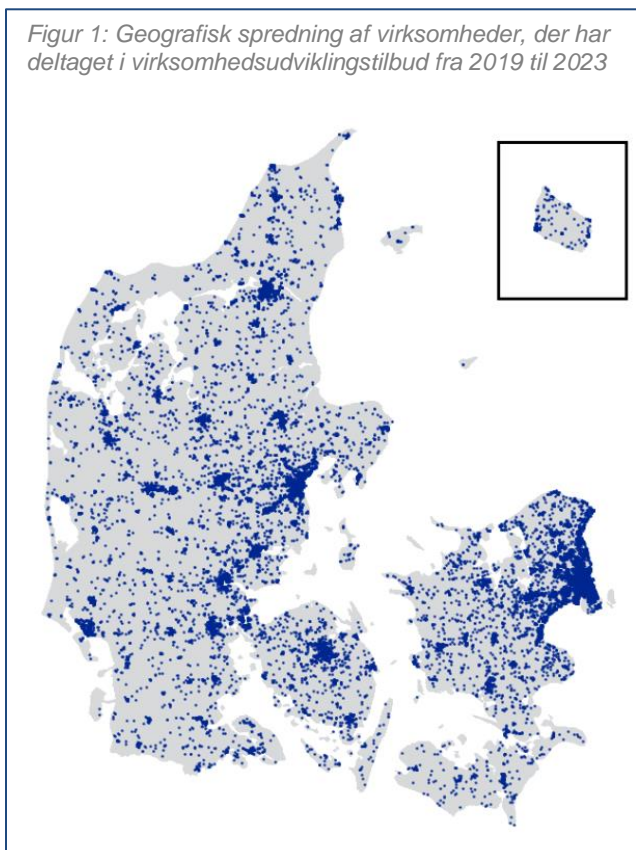 Figur 1: Geografisk spredning af virksomheder, der har
deltaget i virksomhedsudviklingstilbud fra 2019 til 2023